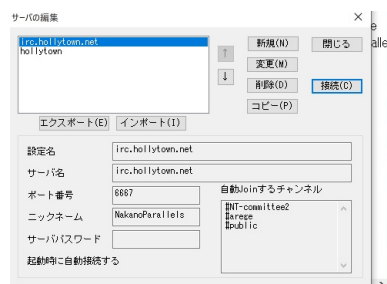 サーバの編集
irc.hollytown.net
hollytown
新規(N)
閉じる
変更(M)
削除(D)
接続(C)
コピー(P)
エクスポート(E)
インポート(I)
設定名
irc.hollytown.net
サーバ名
irc.hollytown.net
ポート番号
6667
自動Joinするチャンネル
ニックネーム
NakanoParallels
#NT-committee2
#arege
#public
サーバパスワード
起動時に自動接続する